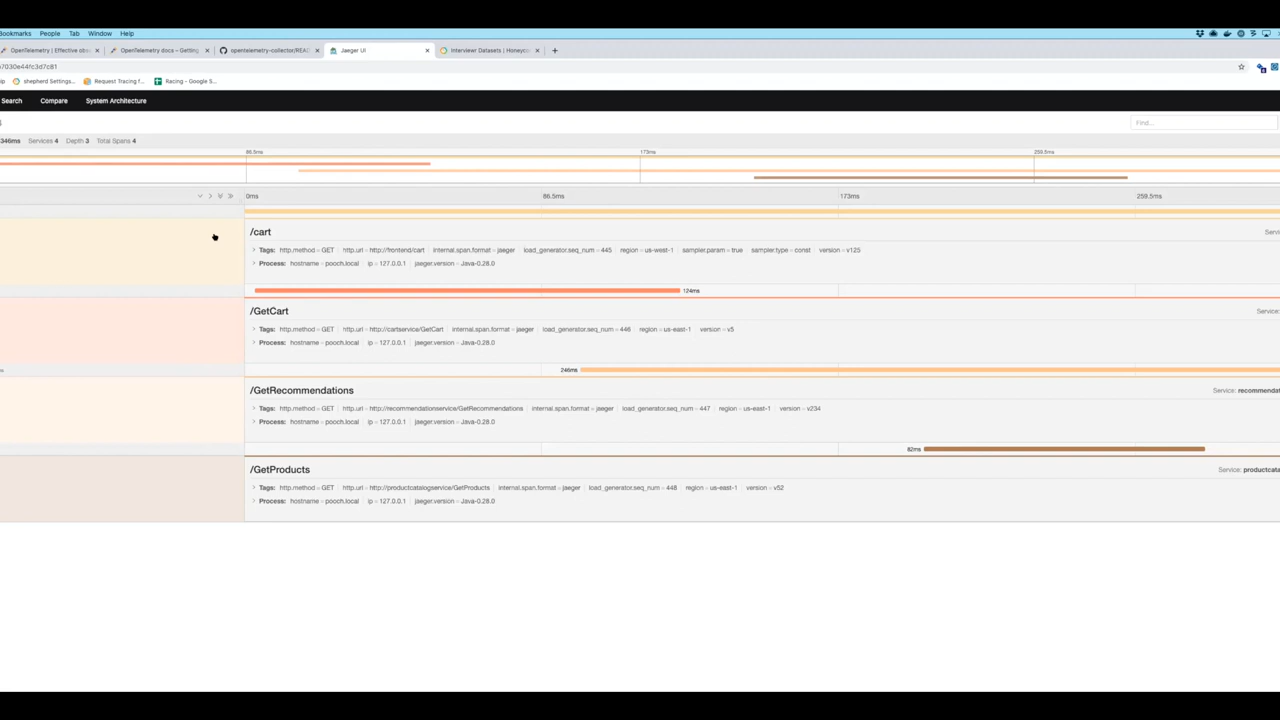 Bookmarks People Tab Window Help
OpenTelemetry | Effective obs × OpenTelemetry docs – Getting × opentelemetry-collector/REA × Jaeger UI × Interviewer Datasets | Honeyco × +
e7030e44fc3d7c81
shepherd Settings... Request Tracing f... Racing - Google S...
Search Compare System Architecture
Find...
346ms Services 4 Depth 3 Total Spans 4
86.5ms 173ms 259.5ms
0ms 86.5ms 173ms 259.5ms
/cart Servic
Tags: http.method = GET http.url = http://frontend/cart internal.span.format = jaeger load_generator.seq_num = 445 region = us-west-1 sampler.param = true sampler.type = const version = v125
Process: hostname = pooch.local ip = 127.0.0.1 jaeger.version = Java-0.28.0
124ms
/GetCart Service:
Tags: http.method = GET http.url = http://cartservice/GetCart internal.span.format = jaeger load_generator.seq_num = 446 region = us-east-1 version = v5
Process: hostname = pooch.local ip = 127.0.0.1 jaeger.version = Java-0.28.0
246ms
/GetRecommendations Service: recommendat
Tags: http.method = GET http.url = http://recommendationservice/GetRecommendations internal.span.format = jaeger load_generator.seq_num = 447 region = us-east-1 version = v234
Process: hostname = pooch.local ip = 127.0.0.1 jaeger.version = Java-0.28.0
82ms
/GetProducts Service: productcata
Tags: http.method = GET http.url = http://productcatalogservice/GetProducts internal.span.format = jaeger load_generator.seq_num = 448 region = us-east-1 version = v52
Process: hostname = pooch.local ip = 127.0.0.1 jaeger.version = Java-0.28.0